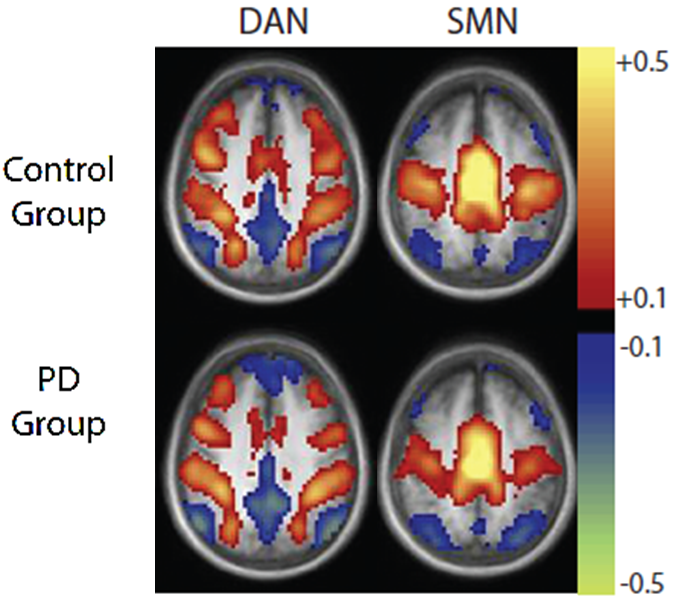 DAN
SMN
+0.5
Control
Group
+0.1
-0.1
PD
Group
-0.5